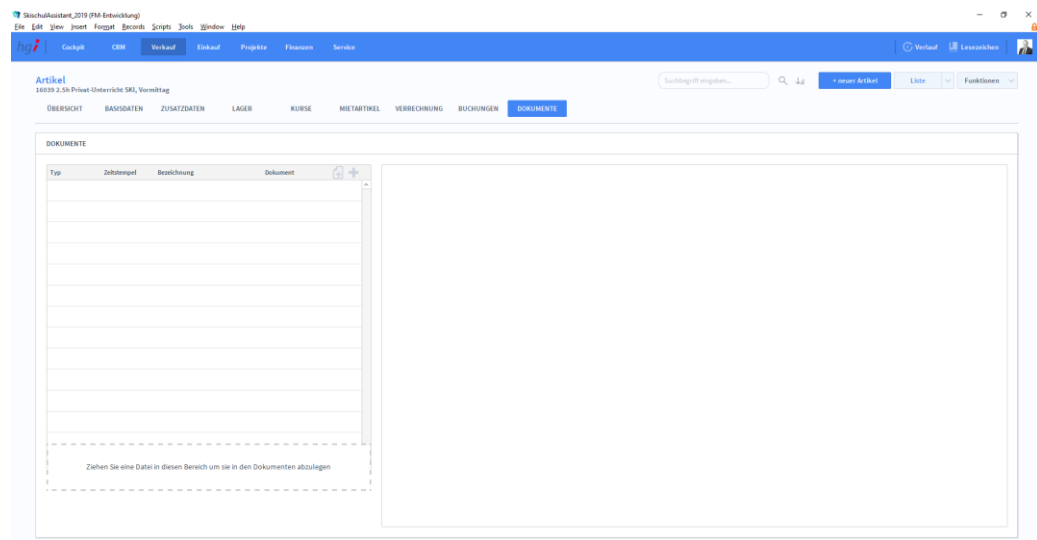 SkischulAssistant_2019 (FM-Entwicklung)
File Edit View Insert Format Records Scripts Tools Window Help
hgi Cockpit CRM Verkauf Einkauf Projekte Finanzen Service Verlauf Lesezeichen
Artikel
16039 2.5h Privat-Unterricht SKI, Vormittag
Suchbegriff eingeben... + neuer Artikel Liste Funktionen
ÜBERSICHT BASISDATEN ZUSATZDATEN LAGER KURSE MIETARTIKEL VERRECHNUNG BUCHUNGEN DOKUMENTE
DOKUMENTE
Typ Zeitstempel Bezeichnung Dokument
Ziehen Sie eine Datei in diesen Bereich um sie in den Dokumenten abzulegen